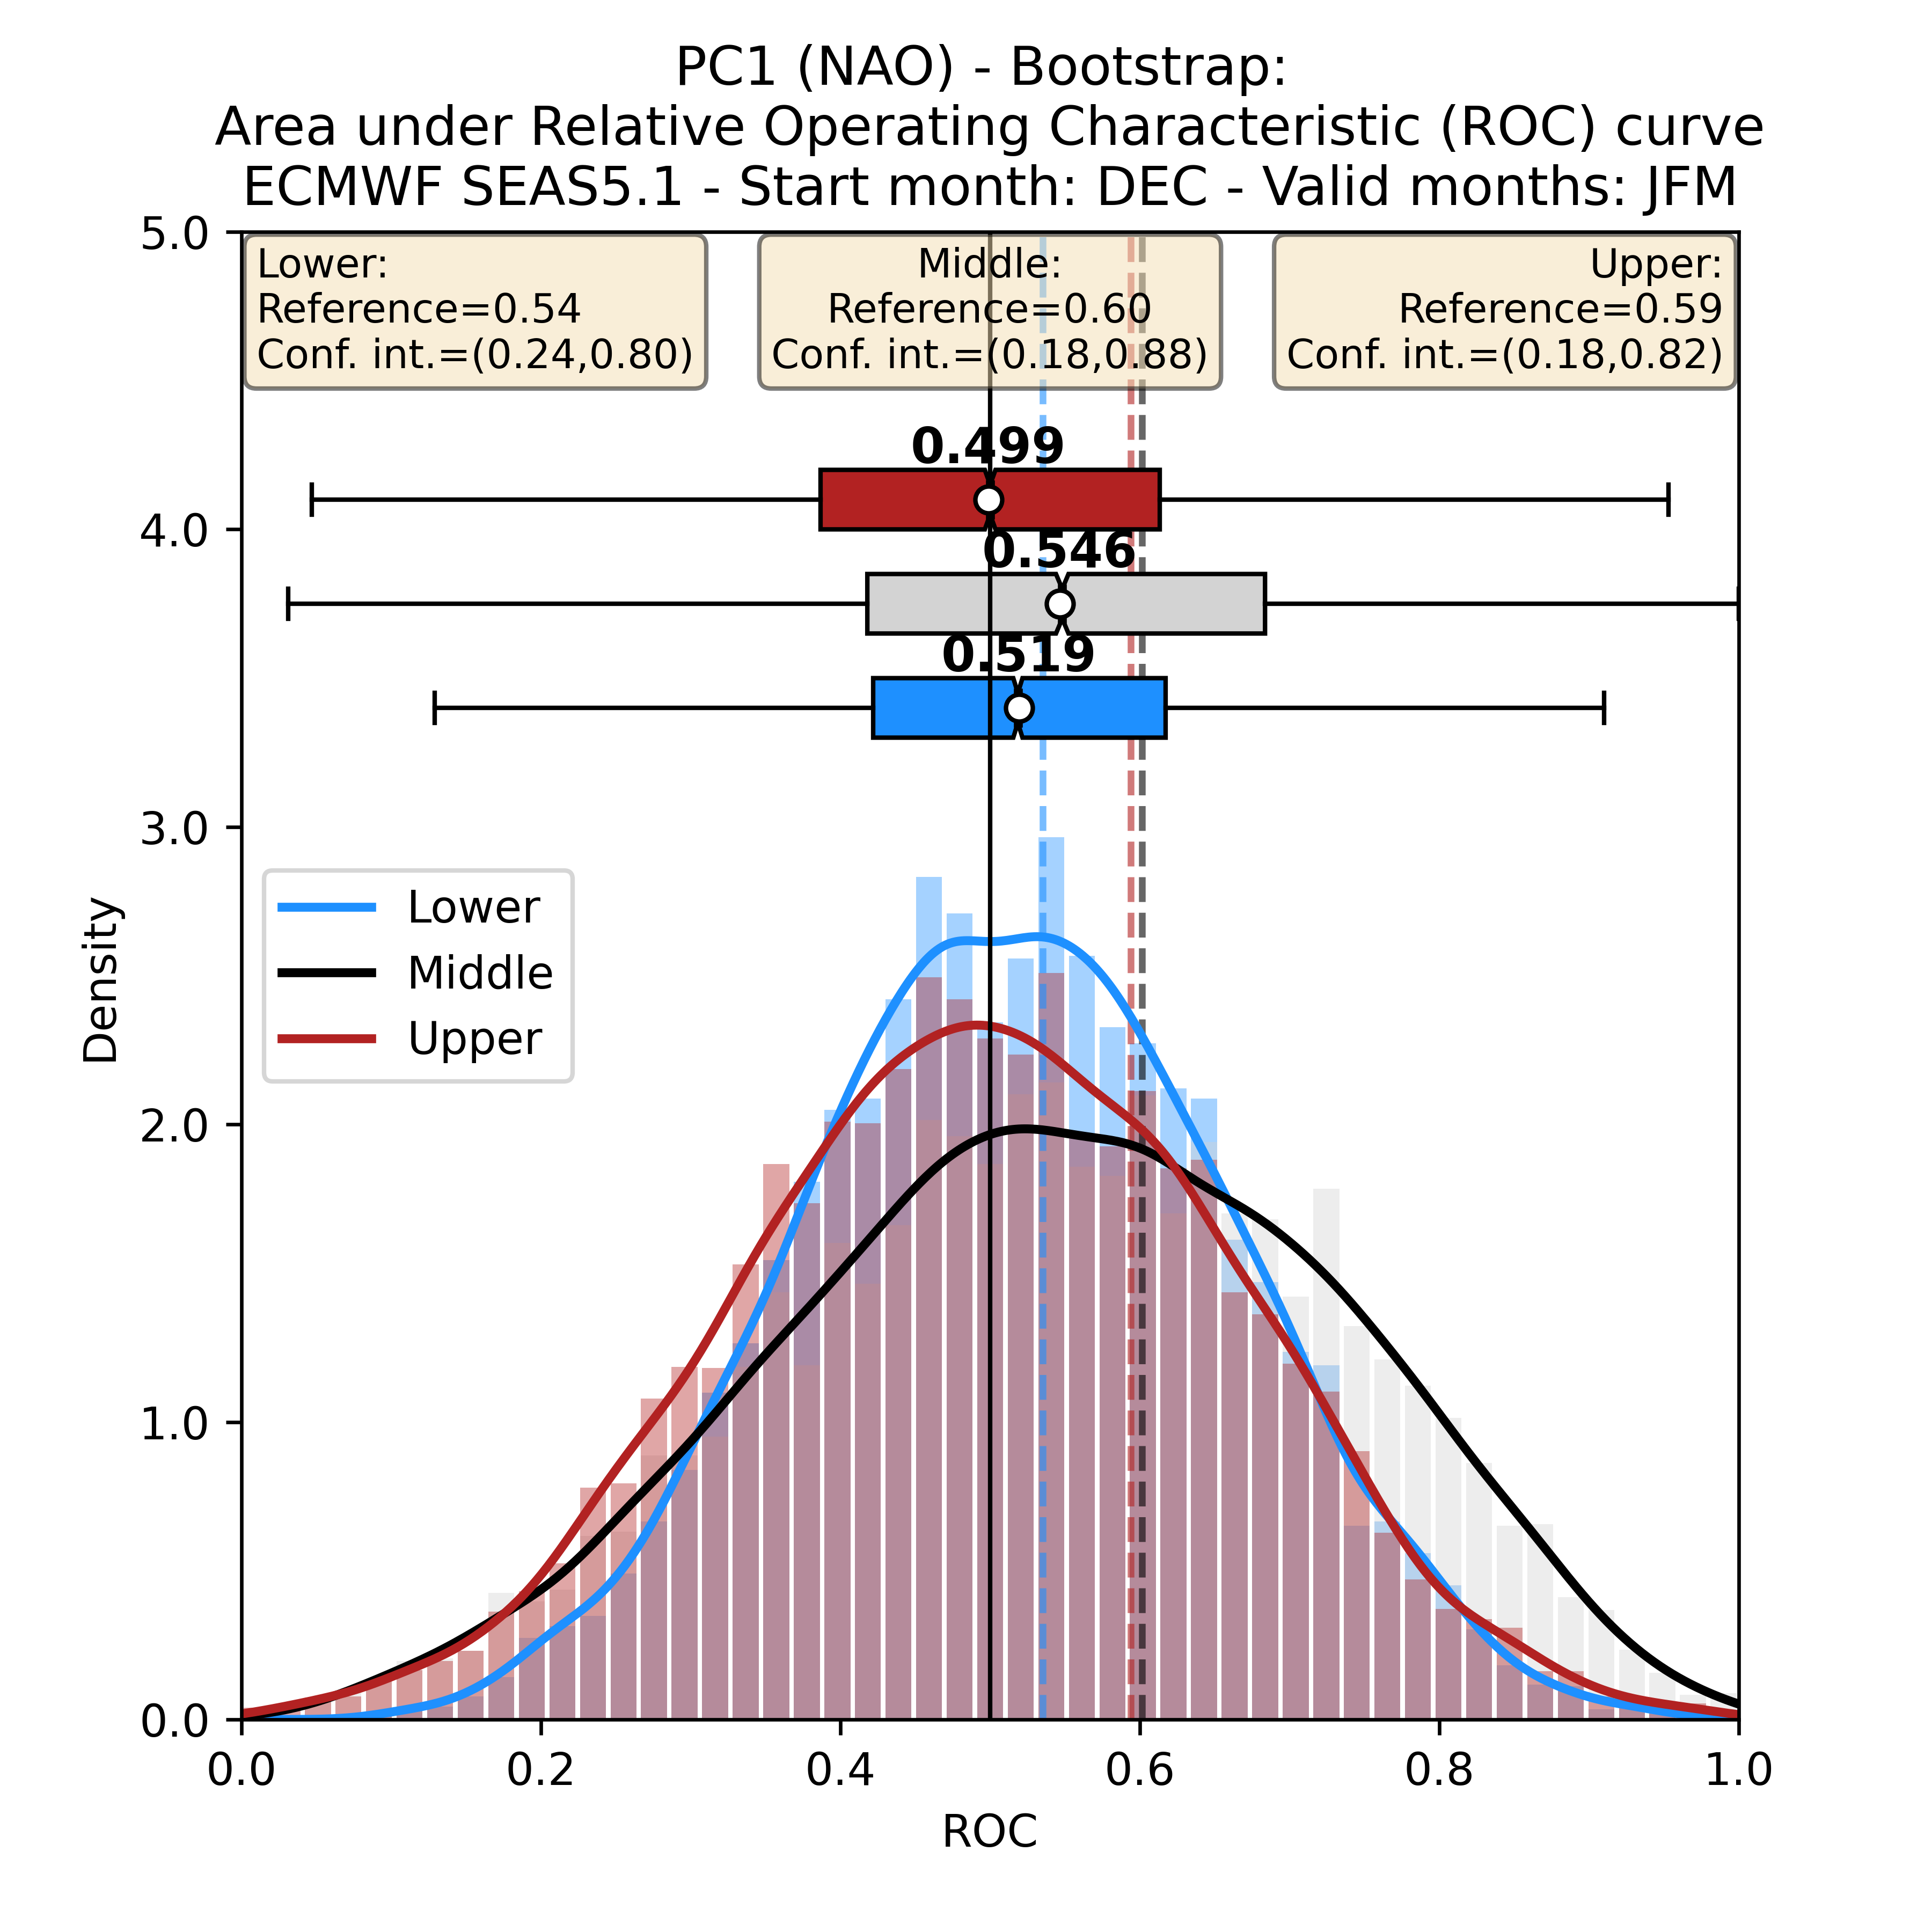 PC1 (NAO) - Bootstrap:
Area under Relative Operating Characteristic (ROC) curve
ECMWF SEAS5.1 - Start month: DEC - Valid months: JFM
Lower:
Reference=0.54
Conf. int.=(0.24,0.80)
Middle:
Reference=0.60
Conf. int.=(0.18,0.88)
Upper:
Reference=0.59
Conf. int.=(0.18,0.82)
0.499
0.546
0.519
5.0
4.0
3.0
2.0
1.0
0.0
Density
Lower
Middle
Upper
0.0
0.2
0.4
0.6
0.8
1.0
ROC